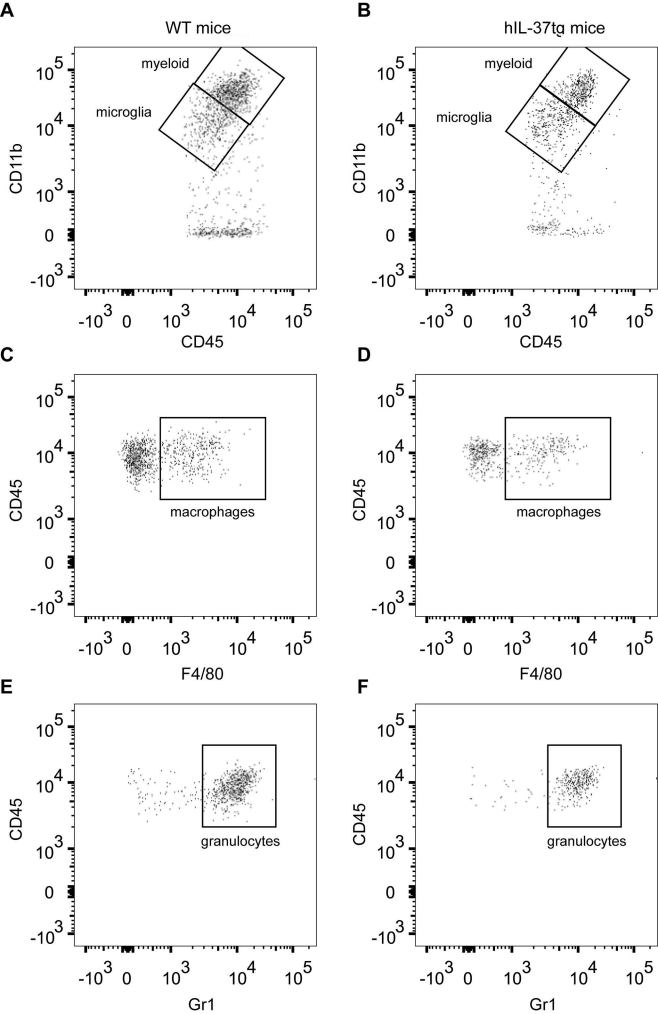 A WT mice B hIL-37tg mice
10⁵ 10⁵
myeloid myeloid
microglia microglia
10⁴ 10⁴
CD11b CD11b
10³ 10³
0 0
-10³ -10³
-10³ 0 10³ 10⁴ 10⁵ -10³ 0 10³ 10⁴ 10⁵
CD45 CD45
C D
10⁵ 10⁵
10⁴ 10⁴
CD45 CD45
macrophages macrophages
10³ 10³
0 0
-10³ -10³
-10³ 0 10³ 10⁴ 10⁵ -10³ 0 10³ 10⁴ 10⁵
F4/80 F4/80
E F
10⁵ 10⁵
10⁴ 10⁴
CD45 CD45
granulocytes granulocytes
10³ 10³
0 0
-10³ -10³
-10³ 0 10³ 10⁴ 10⁵ -10³ 0 10³ 10⁴ 10⁵
Gr1 Gr1